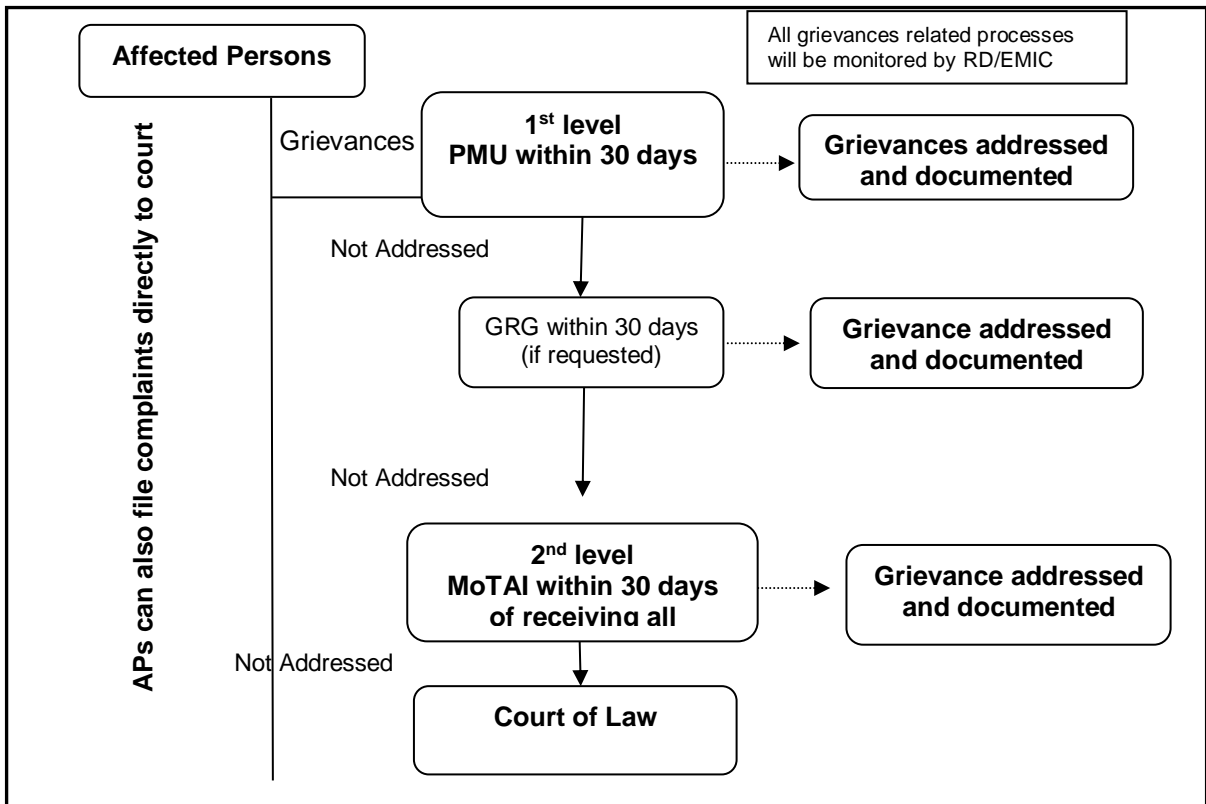 Affected Persons
All grievances related processes
will be monitored by RD/EMIC
APs can also file complaints directly to court
Grievances
1st level
PMU within 30 days
Grievances addressed
and documented
Not Addressed
GRG within 30 days
(if requested)
Grievance addressed
and documented
Not Addressed
2nd level
MoTAI within 30 days
of receiving all
Grievance addressed
and documented
Not Addressed
Court of Law